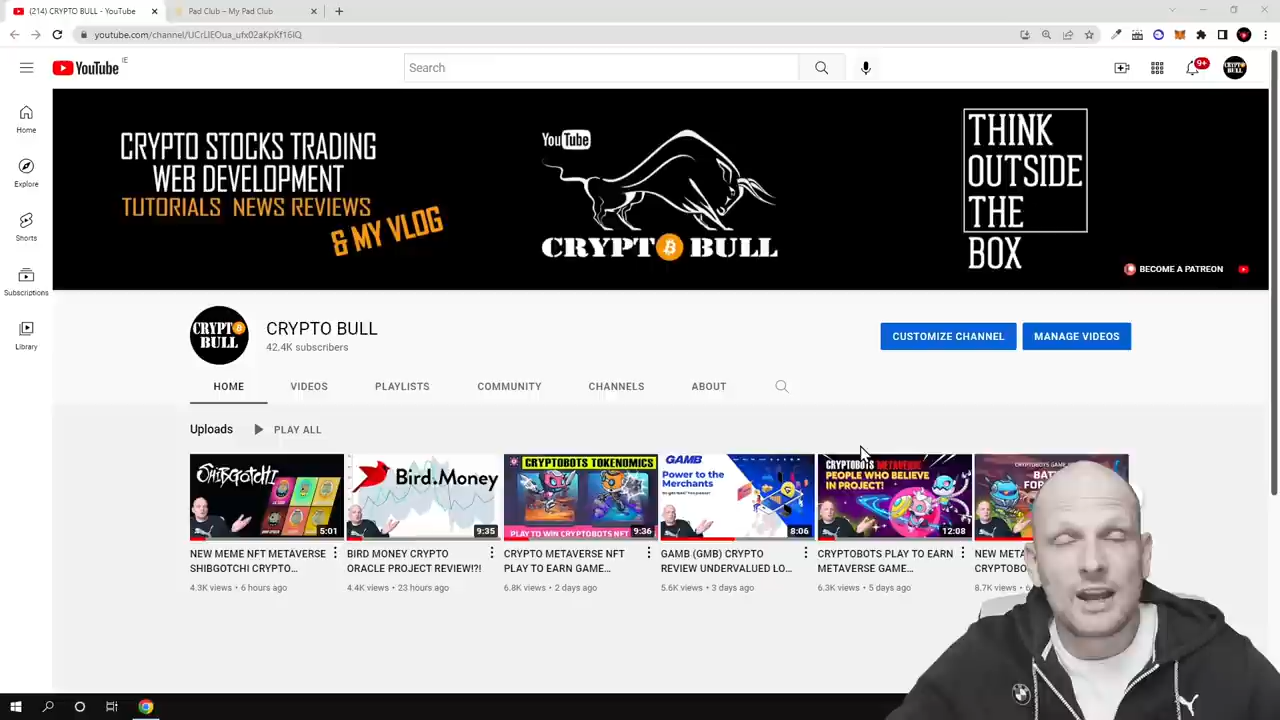 (214) CRYPTO BULL - YouTube
Pad Club – My Pad Club
youtube.com/channel/
YouTube IE
Search
9+
CRYPTO BULL
Home
Explore
Shorts
Subscriptions
Library
CRYPTO STOCKS TRADING
WEB DEVELOPMENT
TUTORIALS NEWS REVIEWS
& MY VLOG
YouTube
CRYPTO BULL
THINK
OUTSIDE
THE
BOX
BECOME A PATREON
CRYPTO
BULL
CRYPTO BULL
42.4K subscribers
CUSTOMIZE CHANNEL
MANAGE VIDEOS
HOME
VIDEOS
PLAYLISTS
COMMUNITY
CHANNELS
ABOUT
Uploads
PLAY ALL
SHIBGOTCHI
5:01
NEW MEME NFT METAVERSE
SHIBGOTCHI CRYPTO...
4.3K views • 6 hours ago
Bird.Money
9:35
BIRD MONEY CRYPTO
ORACLE PROJECT REVIEW!?!
4.4K views • 23 hours ago
CRYPTOBOTS TOKENOMICS
PLAY TO WIN CRYPTOBOTS NFT
9:36
CRYPTO METAVERSE NFT
PLAY TO EARN GAME...
6.8K views • 2 days ago
GAMB
Power to the
Merchants
8:06
GAMB (GMB) CRYPTO
REVIEW UNDERVALUED LO...
5.6K views • 3 days ago
CRYPTOBOTS METAVERSE
PEOPLE WHO BELIEVE
IN PROJECT!
12:08
CRYPTOBOTS PLAY TO EARN
METAVERSE GAME...
6.3K views • 5 days ago
NEW META
CRYPTOBO
8.7K views • 6